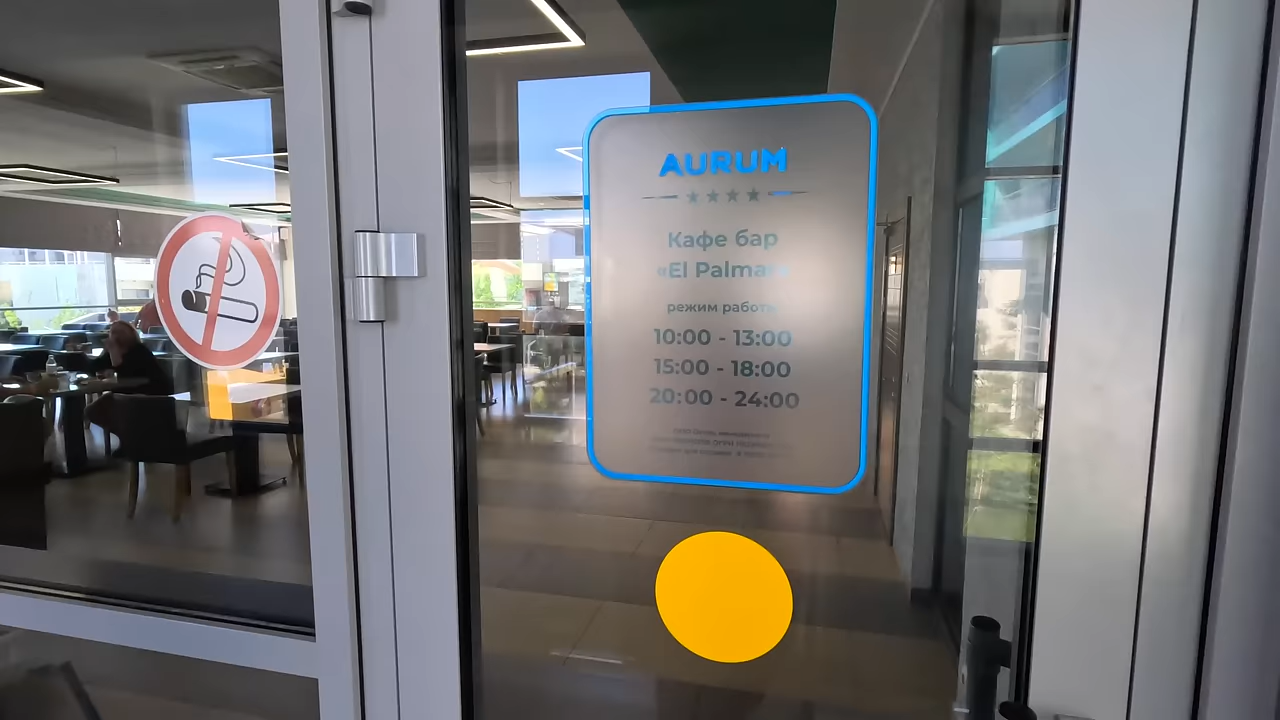 AURUM
Кафе бар
«El Palmar»
режим работы
10:00 - 13:00
15:00 - 18:00
20:00 - 24:00